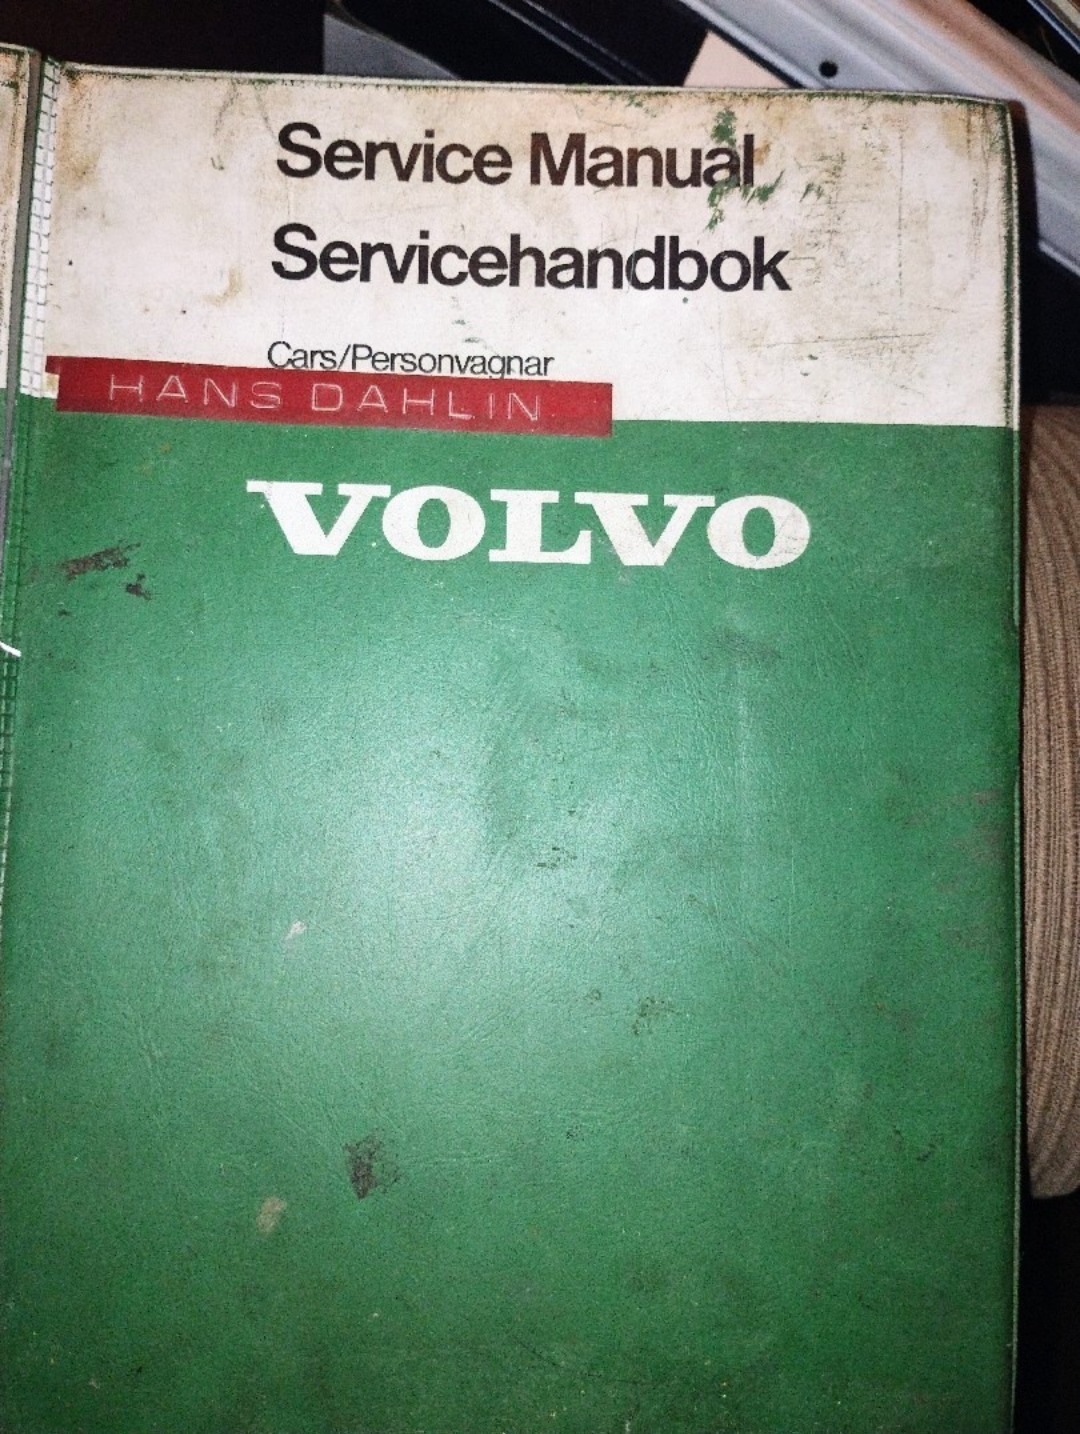 Service Manual
Servicehandbok
Cars/Personvagnar
HANS DAHLIN
VOLVO